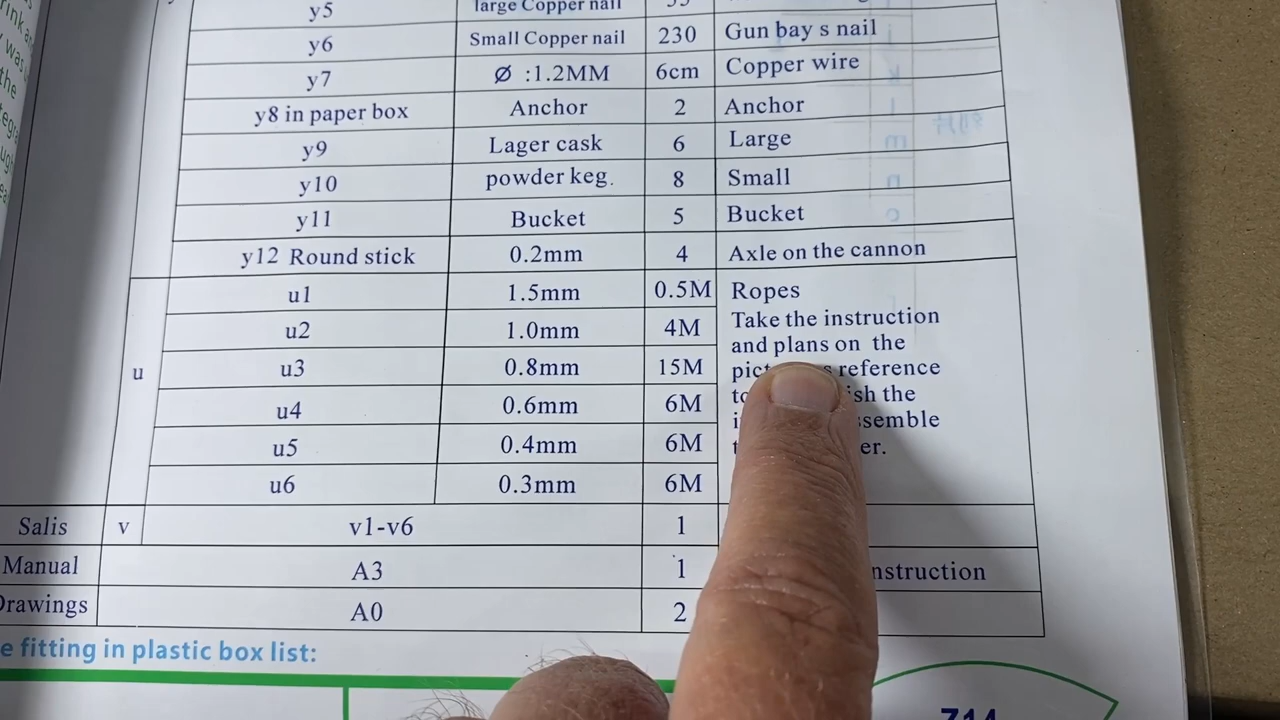 y5 large Copper nail
y6 Small Copper nail 230 Gun bay s nail
y7 Ø :1.2MM 6cm Copper wire
y8 in paper box Anchor 2 Anchor
y9 Lager cask 6 Large
y10 powder keg. 8 Small
y11 Bucket 5 Bucket
y12 Round stick 0.2mm 4 Axle on the cannon
u
u1 1.5mm 0.5M
u2 1.0mm 4M
u3 0.8mm 15M
u4 0.6mm 6M
u5 0.4mm 6M
u6 0.3mm 6M
Ropes
Take the instruction
and plans on the
reference
the
Salis v v1-v6 1
Manual A3 1
Drawings A0 2
fitting in plastic box list:
714